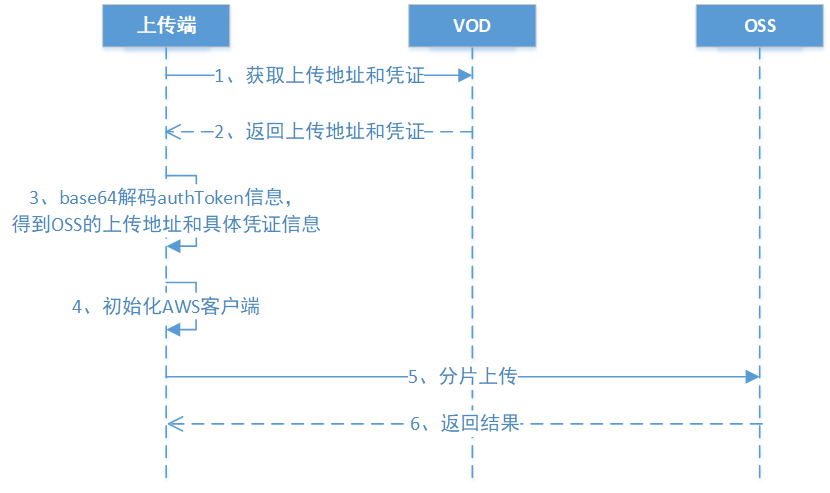 上传端
VOD
OSS
1、获取上传地址和凭证
2、返回上传地址和凭证
3、base64解码authToken信息，
得到OSS的上传地址和具体凭证信息
4、初始化AWS客户端
5、分片上传
6、返回结果